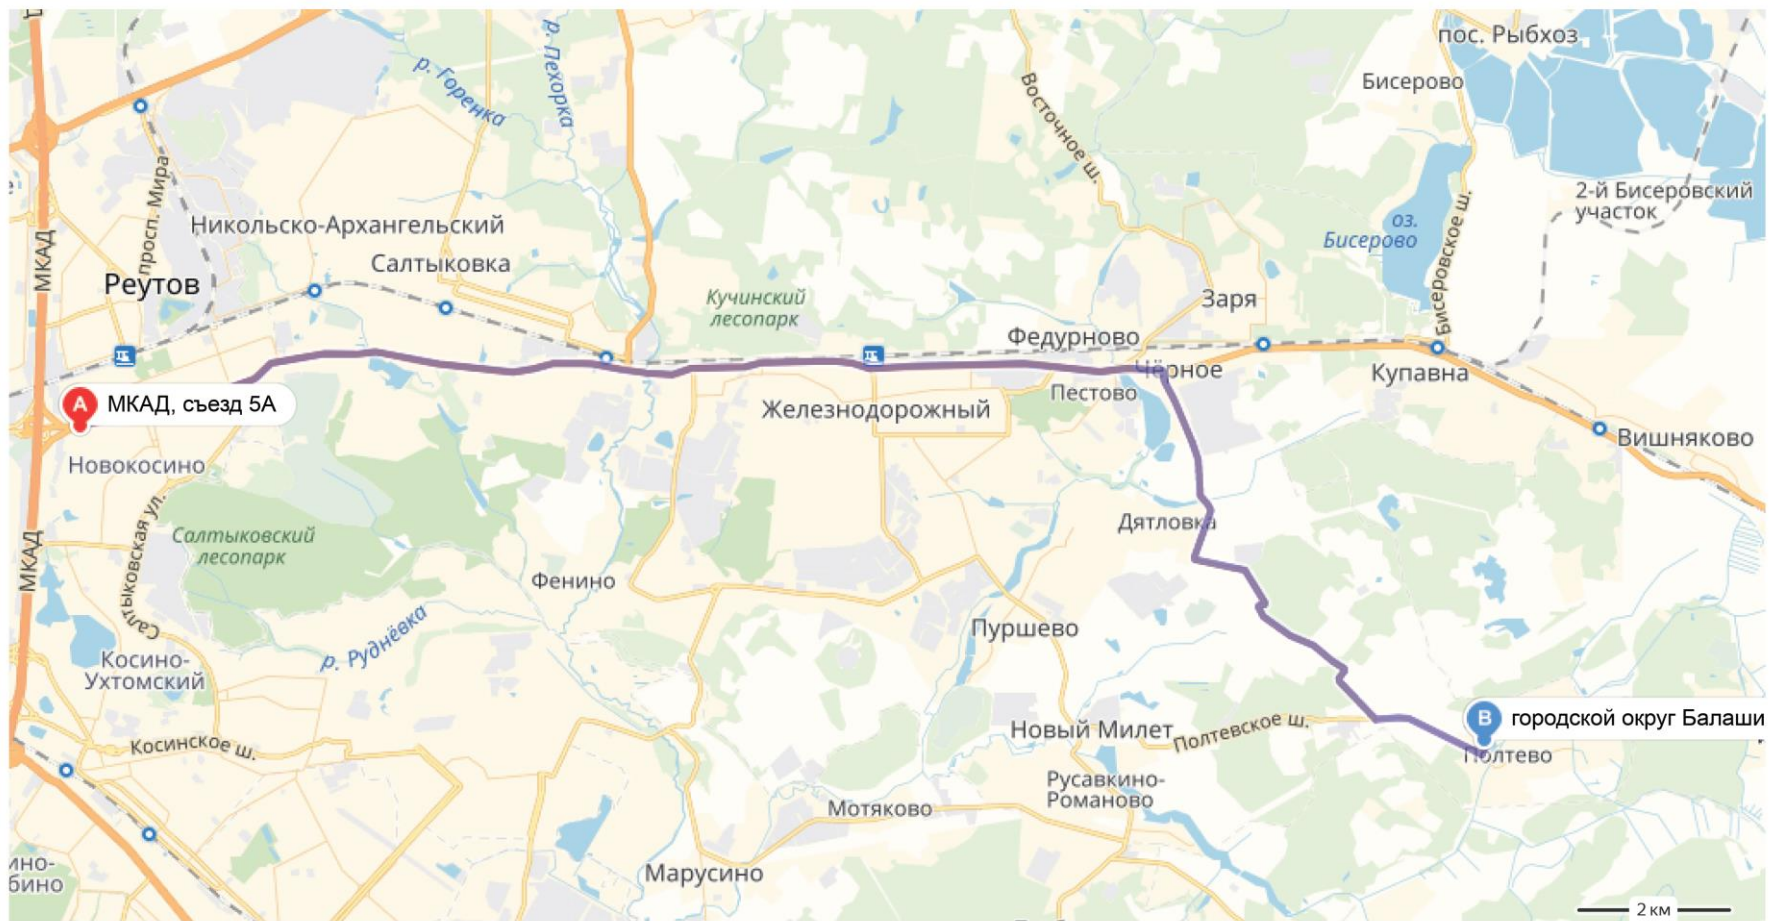 пос. Рыбхоз
Бисерово
р. Горенка
р. Пехорка
Восточное ш.
просп. Мира
2-й Бисеровский
участок
Никольско-Архангельский
оз.
Бисерово
Бисеровское ш.
МКАД
Салтыковка
Реутов
Кучинский
лесопарк
Заря
Федурново
Чёрное
Купавна
Пестово
А
МКАД, съезд 5А
Железнодорожный
Вишняково
Новокосино
Салтыковская ул.
Салтыковский
лесопарк
Дятловка
МКАД
Фенино
р. Руднёвка
Пуршево
Косино-
Ухтомский
B
городской округ Балаши
Новый Милет
Полтевское ш.
Полтево
Косинское ш.
Русавкино-
Романово
Мотяково
Марусино
ино-
бино
2 км